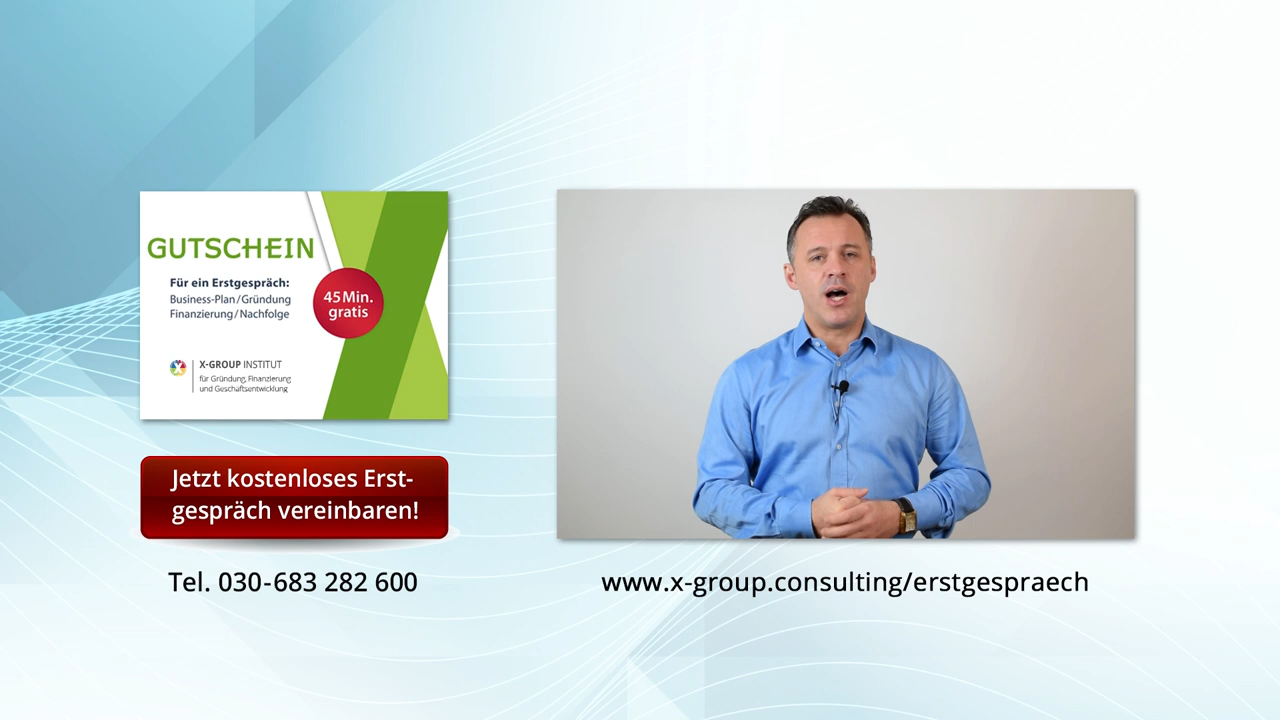 GUTSCHEIN
Für ein Erstgespräch:
Business-Plan/Gründung
Finanzierung/Nachfolge
45 Min.
gratis
X-GROUP INSTITUT
für Gründung, Finanzierung
und Geschäftsentwicklung
Jetzt kostenloses Erst-
gespräch vereinbaren!
Tel. 030-683 282 600
www.x-group.consulting/erstgespraech